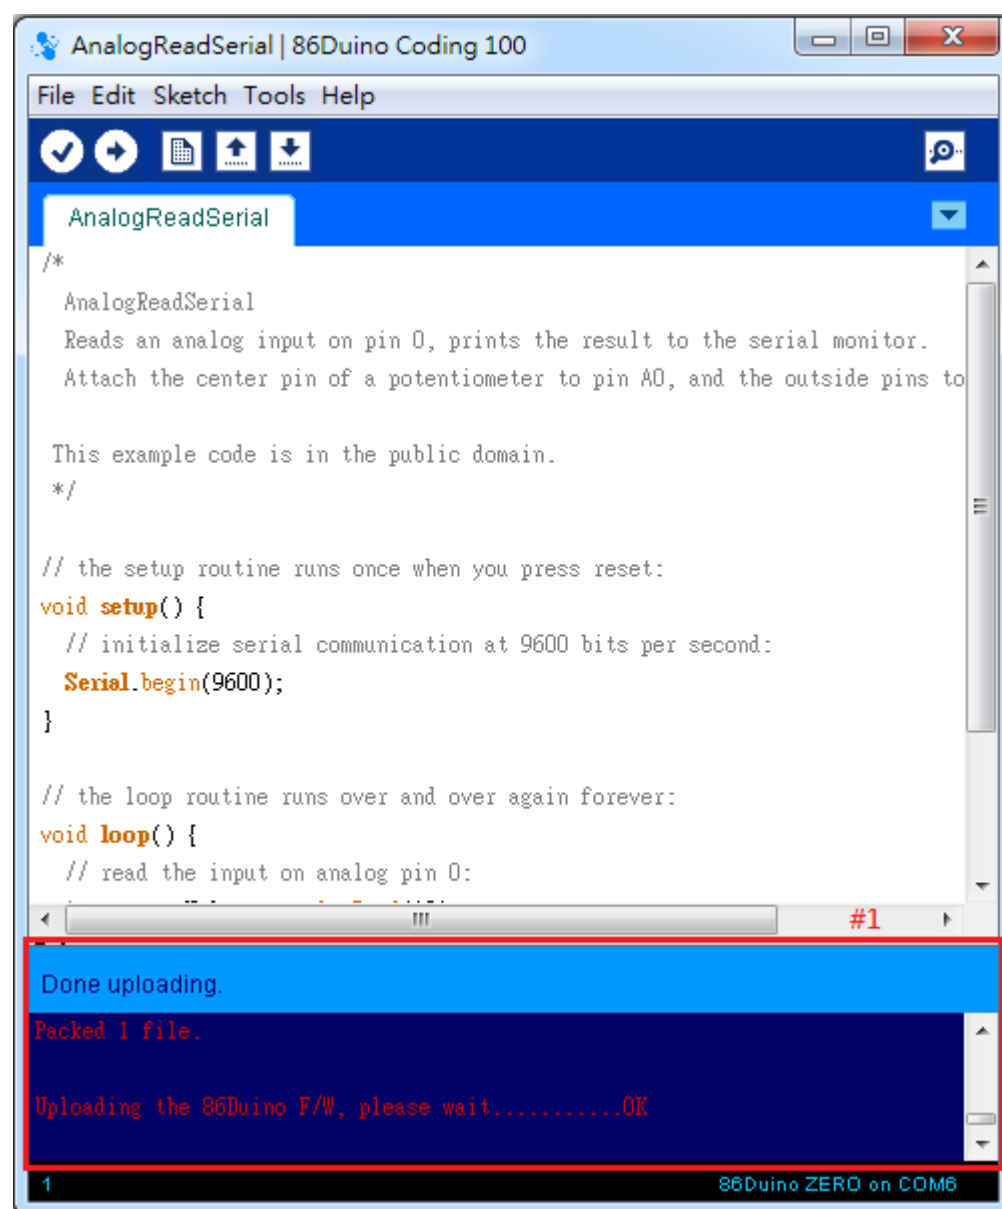 AnalogReadSerial | 86Duino Coding 100
File Edit Sketch Tools Help
AnalogReadSerial
/*
AnalogReadSerial
Reads an analog input on pin 0, prints the result to the serial monitor.
Attach the center pin of a potentiometer to pin A0, and the outside pins to
This example code is in the public domain.
*/
// the setup routine runs once when you press reset:
void setup() {
// initialize serial communication at 9600 bits per second:
Serial.begin(9600);
}
// the loop routine runs over and over again forever:
void loop() {
// read the input on analog pin 0:
#1
Done uploading.
Packed 1 file.
Uploading the 86Duino F/W, please wait...........OK
1
86Duino ZERO on COM6